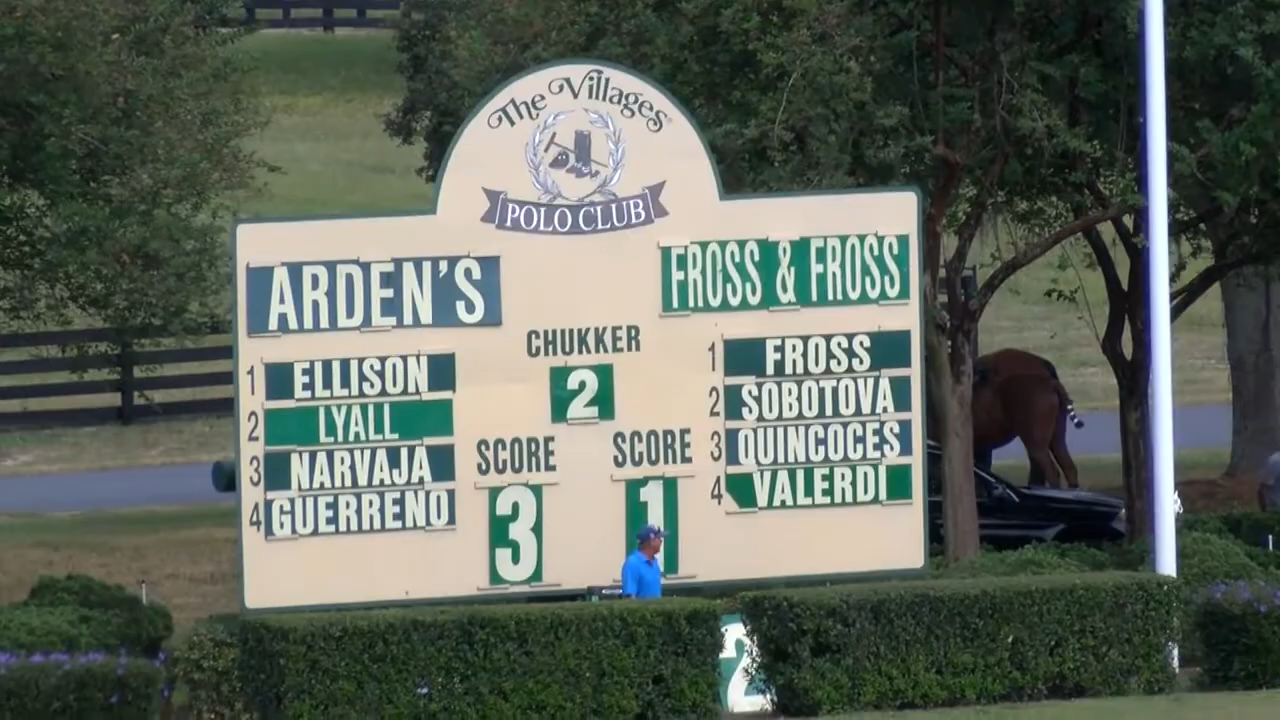 The Villages
POLO CLUB
ARDEN'S
FROSS & FROSS
CHUKKER
2
1 ELLISON
2 LYALL
3 NARVAJA
4 GUERRENO
1 FROSS
2 SOBOTOVA
3 QUINCOCES
4 VALERDI
SCORE
3
SCORE
1
2